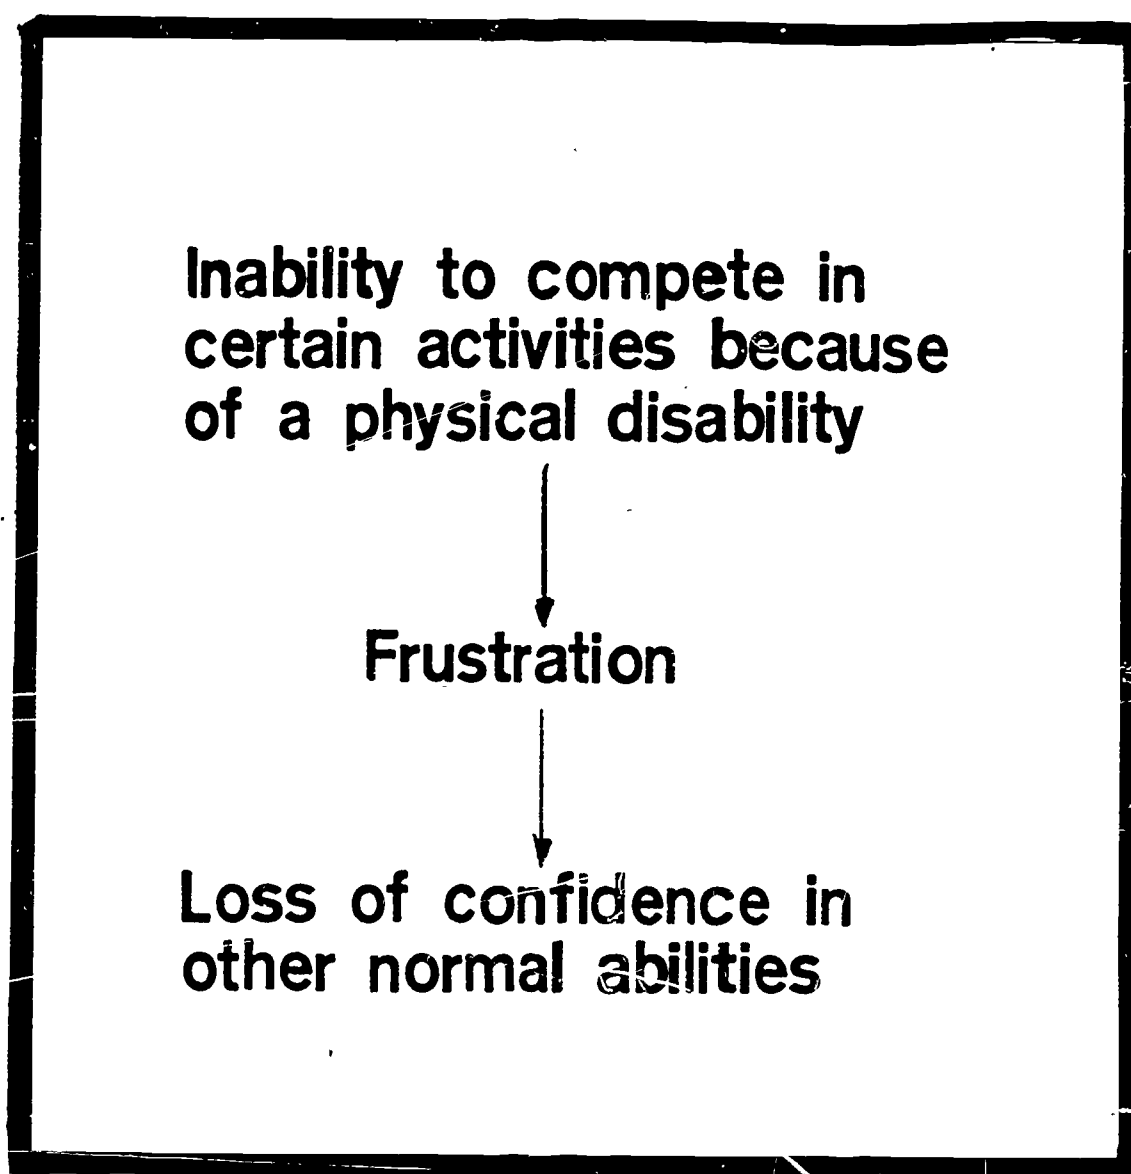 Inability to compete in
certain activities because
of a physical disability
Frustration
Loss of confidence in
other normal abilities